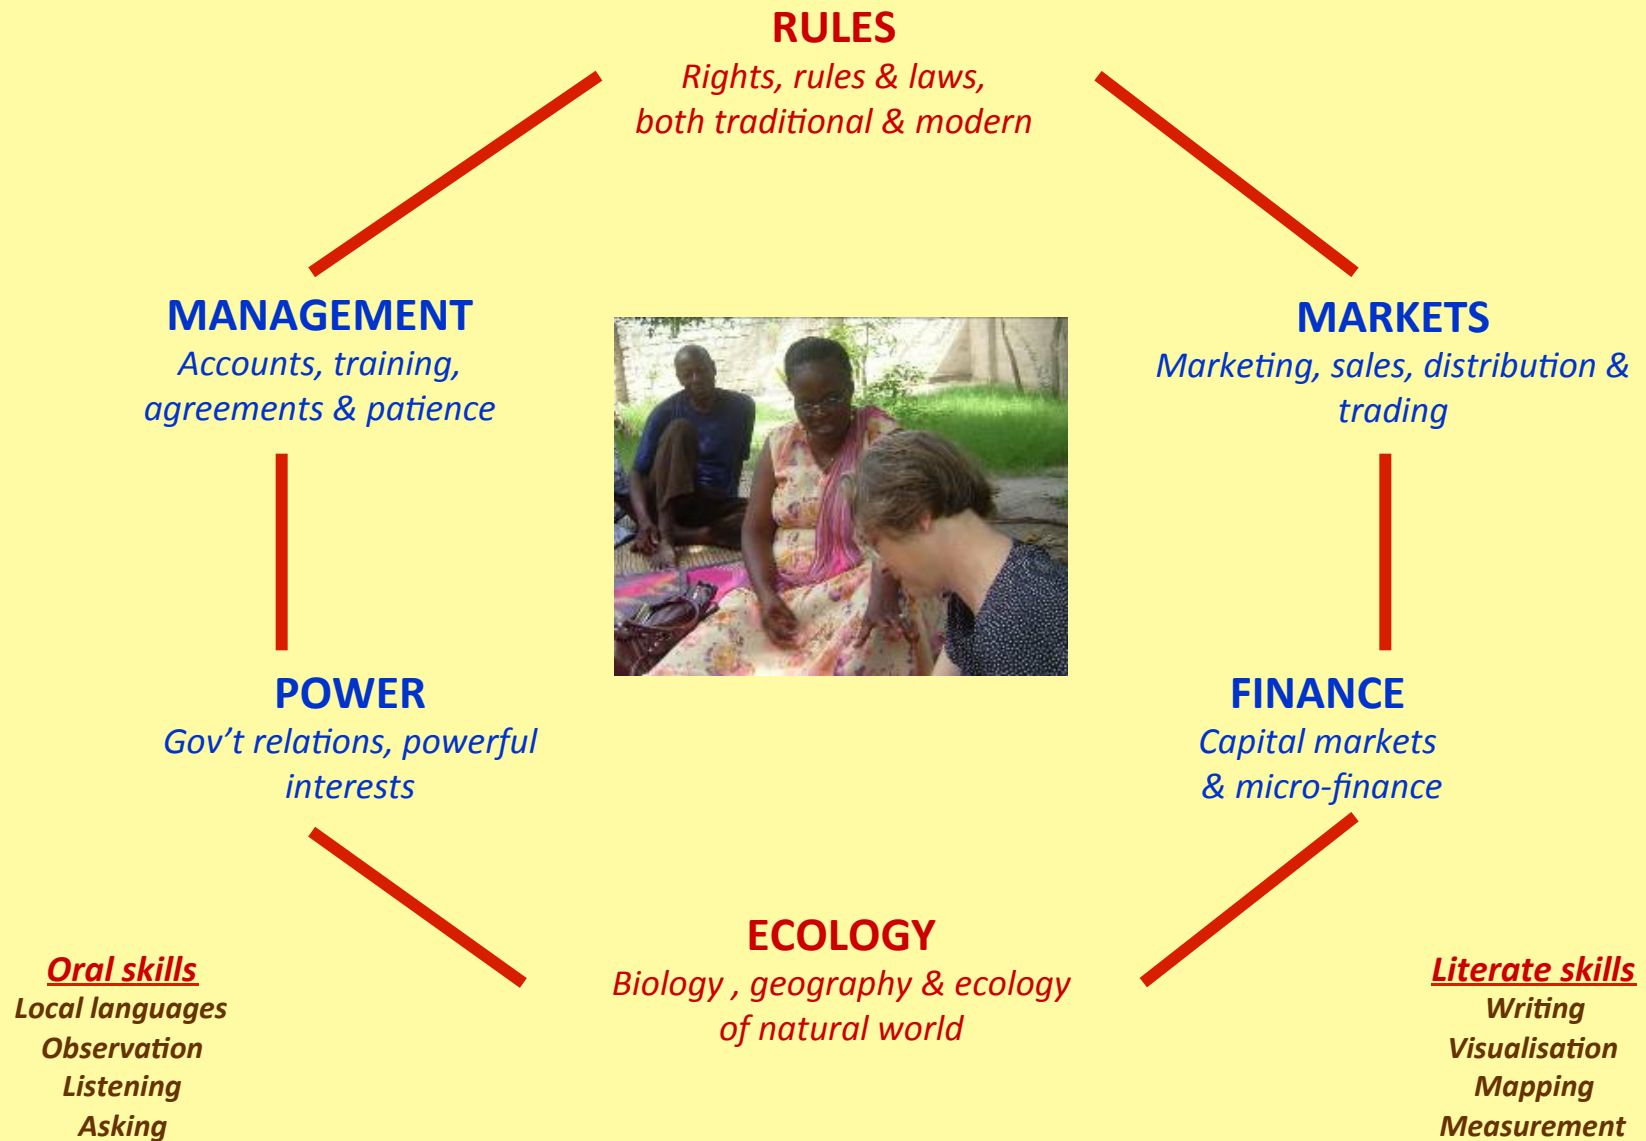 RULES
Rights, rules & laws,
both traditional & modern
MANAGEMENT
Accounts, training,
agreements & patience
MARKETS
Marketing, sales, distribution &
trading
POWER
Gov’t relations, powerful
interests
FINANCE
Capital markets
& micro-finance
ECOLOGY
Biology , geography & ecology
of natural world
Oral skills
Local languages
Observation
Listening
Asking
Literate skills
Writing
Visualisation
Mapping
Measurement